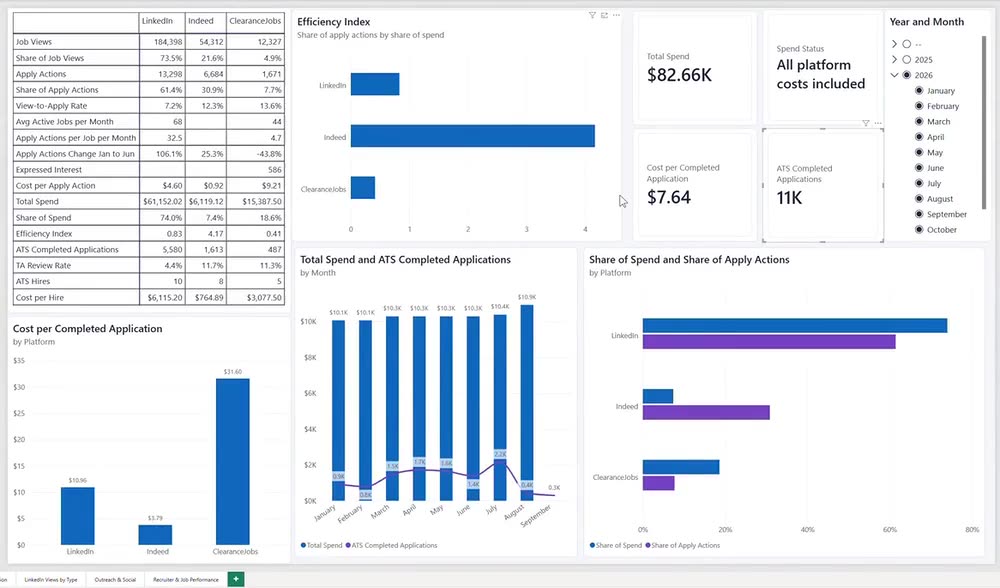 LinkedIn Indeed ClearanceJobs
Job Views 184,398 54,312 12,327
Share of Job Views 73.5% 21.6% 4.9%
Apply Actions 13,298 6,684 1,671
Share of Apply Actions 61.4% 30.9% 7.7%
View-to-Apply Rate 7.2% 12.3% 13.6%
Avg Active Jobs per Month 68 44
Apply Actions per Job per Month 32.5 4.7
Apply Actions Change Jan to Jun 106.1% 25.3% -43.8%
Expressed Interest 586
Cost per Apply Action $4.60 $0.92 $9.21
Total Spend $61,152.02 $6,119.12 $15,387.50
Share of Spend 74.0% 7.4% 18.6%
Efficiency Index 0.83 4.17 0.41
ATS Completed Applications 5,580 1,613 487
TA Review Rate 4.4% 11.7% 11.3%
ATS Hires 10 8 5
Cost per Hire $6,115.20 $764.89 $3,077.50
Efficiency Index
Share of apply actions by share of spend
LinkedIn
Indeed
ClearanceJobs
0 1 2 3 4
Total Spend
$82.66K
Spend Status
All platform
costs included
Cost per Completed
Application
$7.64
ATS Completed
Applications
11K
Year and Month
--
2025
2026
January
February
March
April
May
June
July
August
September
October
Cost per Completed Application
by Platform
$35
$30
$25
$20
$15
$10
$5
$0
$10.96
$3.79
$31.60
LinkedIn Indeed ClearanceJobs
Total Spend and ATS Completed Applications
by Month
$10K
$8K
$6K
$4K
$2K
$0K
$10.1K $10.1K $10.3K $10.3K $10.3K $10.3K $10.4K $10.9K
0.9K 0.8K 1.5K 1.7K 1.6K 1.4K 2.2K 0.4K 0.3K
January February March April May June July August September
Total Spend ATS Completed Applications
Share of Spend and Share of Apply Actions
by Platform
LinkedIn
Indeed
ClearanceJobs
0% 20% 40% 60% 80%
Share of Spend Share of Apply Actions
LinkedIn Views by Type Outreach & Social Recruiter & Job Performance +